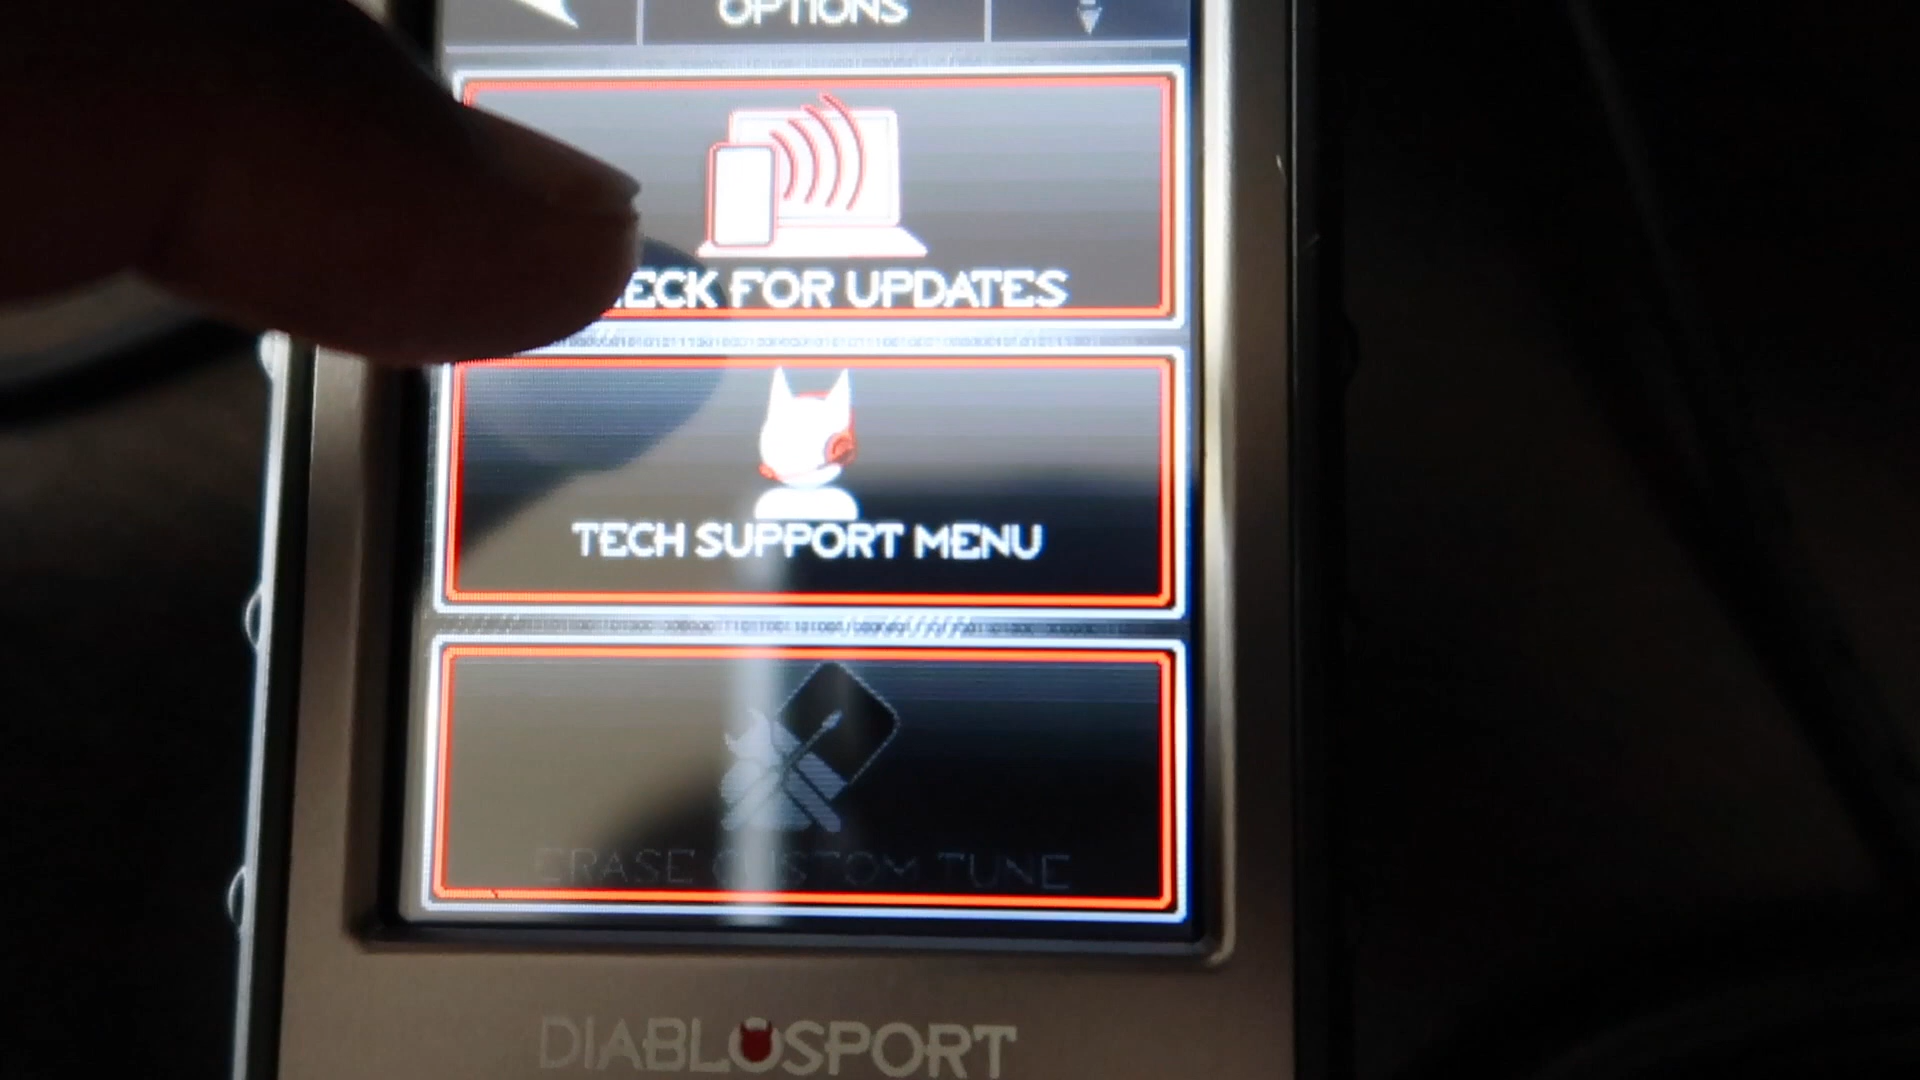 OPTIONS
ECK FOR UPDATES
TECH SUPPORT MENU
ERASE CUSTOM TUNE
DIABLOSPORT